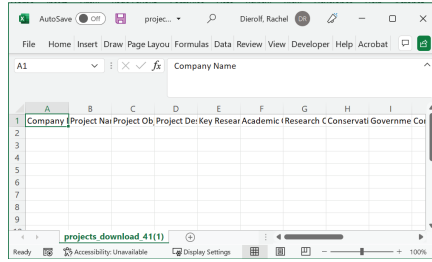 AutoSave Off projec... Dierolf, Rachel DR
File Home Insert Draw Page Layou Formulas Data Review View Developer Help Acrobat
A1 fx Company Name
A B C D E F G H I
1 Company Project Nar Project Obj Project Des Key Resear Academic Research C Conservati Governme Cor
2
3
4
5
6
7
8
9
projects_download_41(1)
Ready Accessibility: Unavailable Display Settings 100%